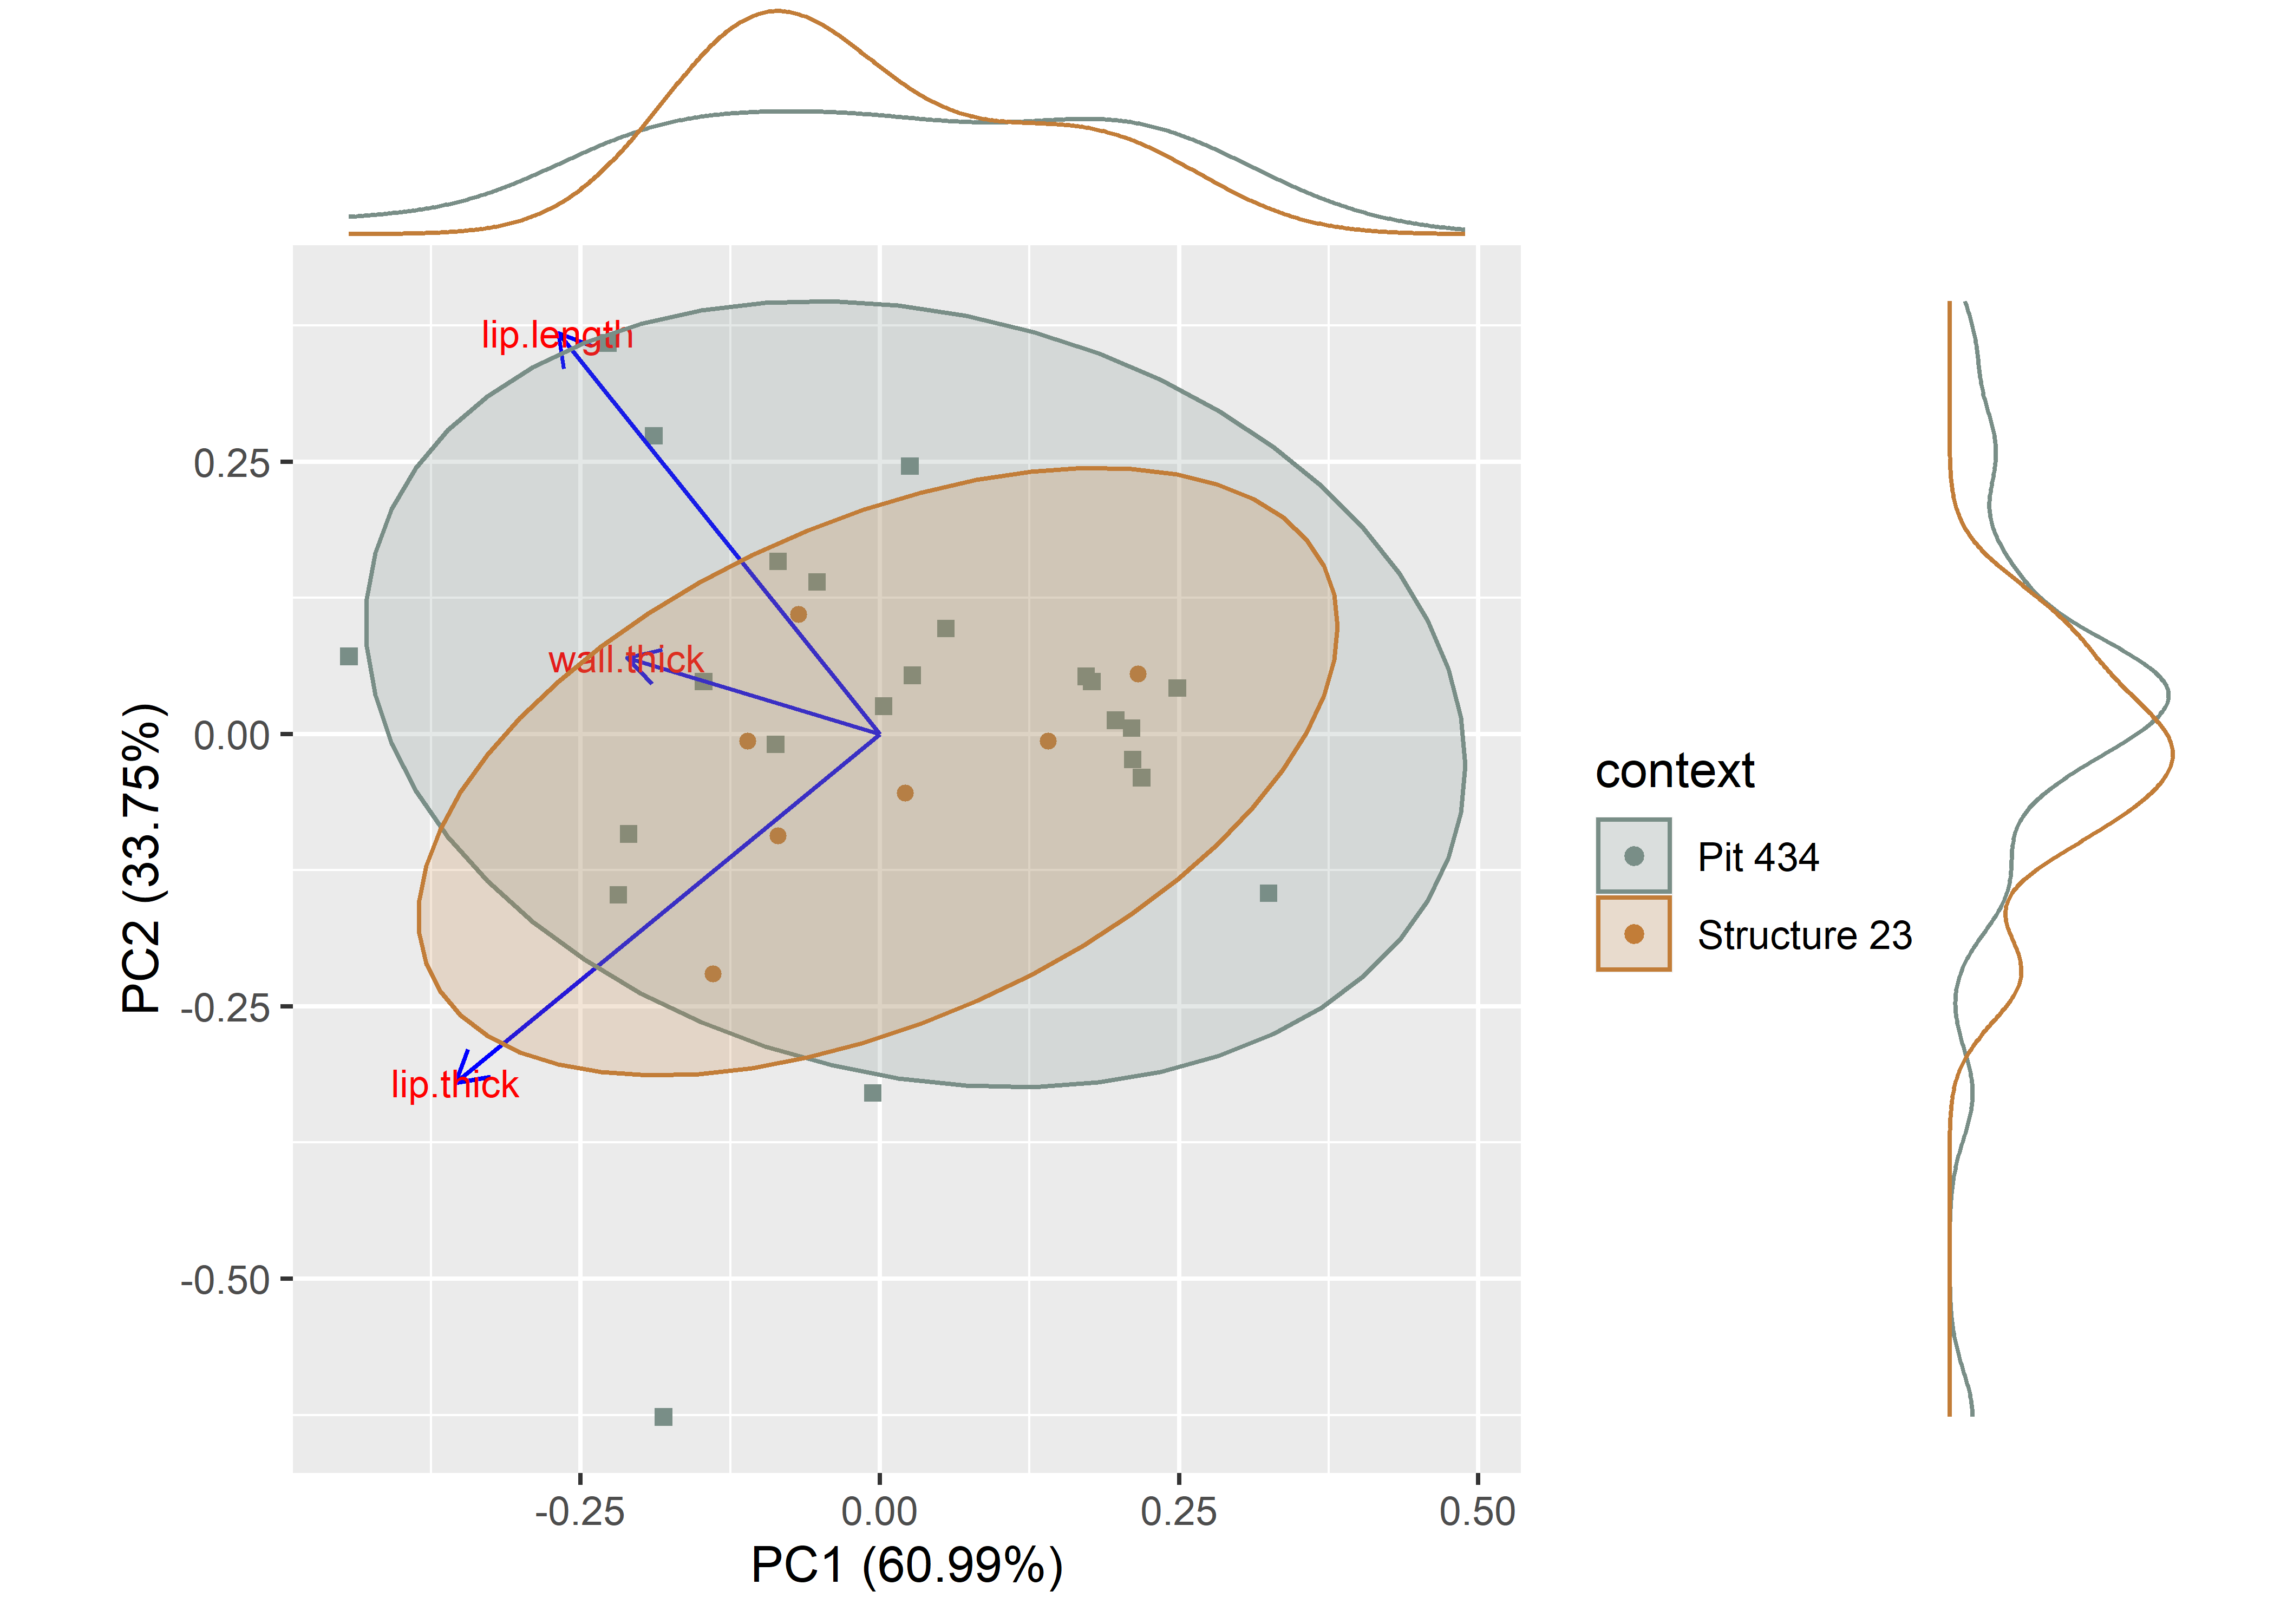 lip.length
wall.thick
lip.thick
0.25
0.00
-0.25
-0.50
PC2 (33.75%)
-0.25
0.00
0.25
0.50
PC1 (60.99%)
context
Pit 434
Structure 23